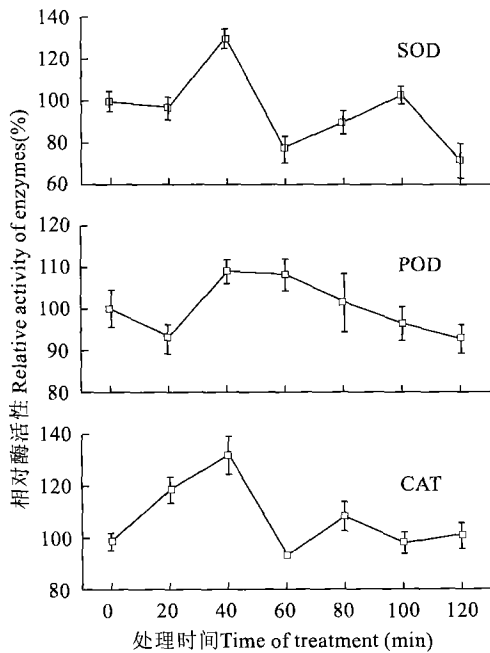 相对酶活性 Relative activity of enzymes(%)
140
120
100
80
60
SOD
120
110
100
90
80
POD
140
120
100
80
CAT
0 20 40 60 80 100 120
处理时间Time of treatment (min)